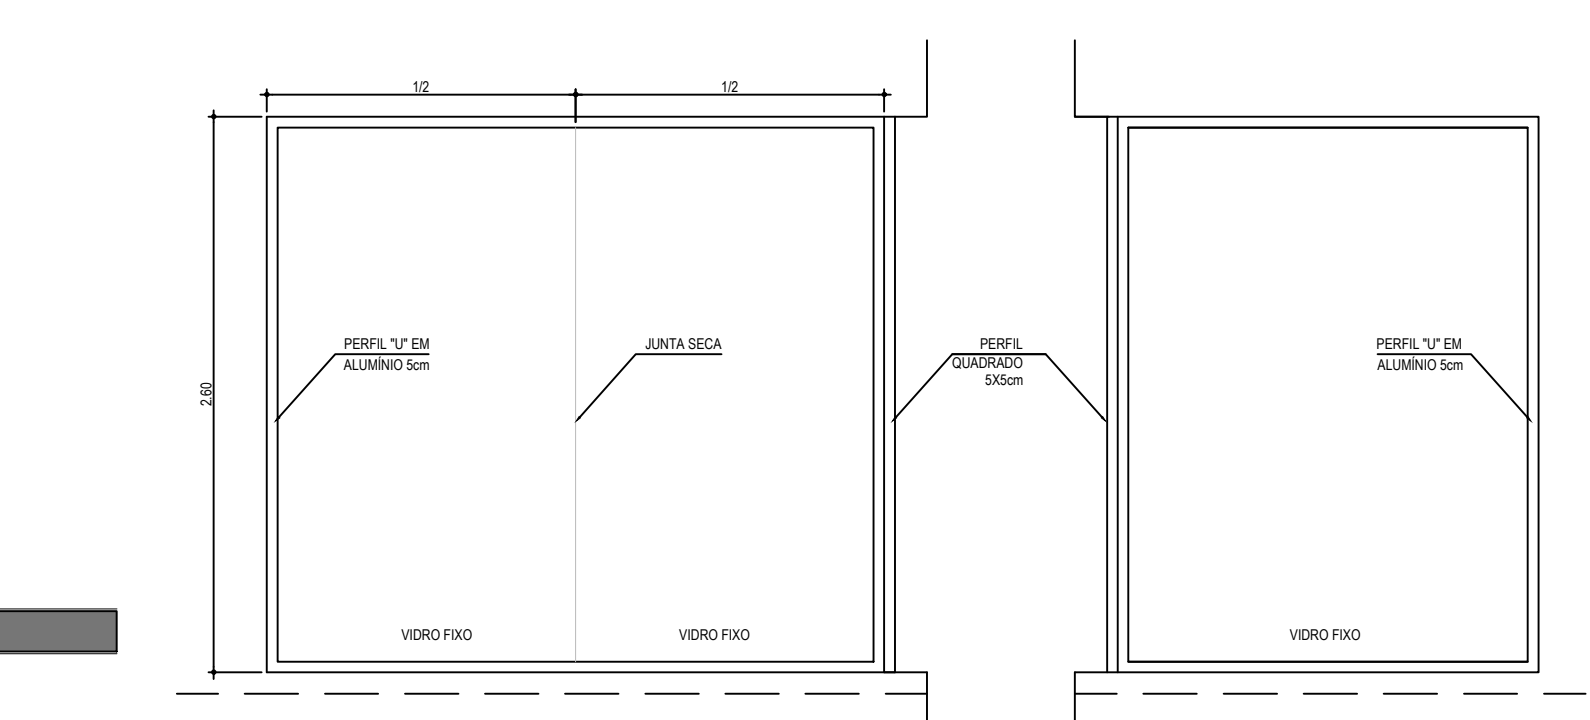 1/2
1/2
PERFIL "U" EM
ALUMÍNIO 5cm
JUNTA SECA
PERFIL
QUADRADO
5X5cm
PERFIL "U" EM
ALUMÍNIO 5cm
2.60
VIDRO FIXO
VIDRO FIXO
VIDRO FIXO